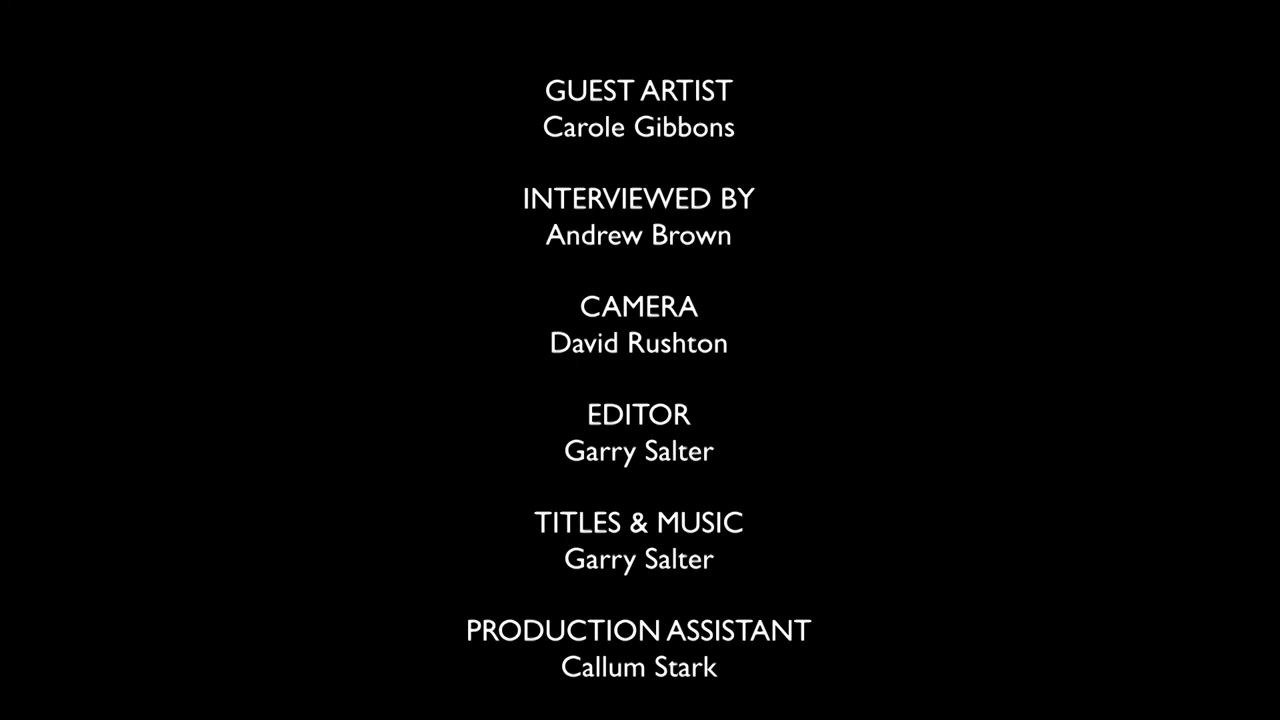 GUEST ARTIST
Carole Gibbons
INTERVIEWED BY
Andrew Brown
CAMERA
David Rushton
EDITOR
Garry Salter
TITLES & MUSIC
Garry Salter
PRODUCTION ASSISTANT
Callum Stark